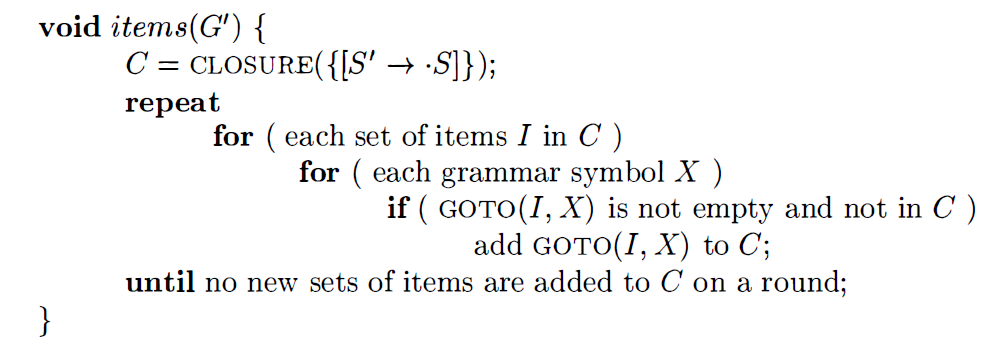 void items(G′) {
C = CLOSURE({[S′ → ·S]});
repeat
for ( each set of items I in C )
for ( each grammar symbol X )
if ( GOTO(I, X) is not empty and not in C )
add GOTO(I, X) to C;
until no new sets of items are added to C on a round;
}